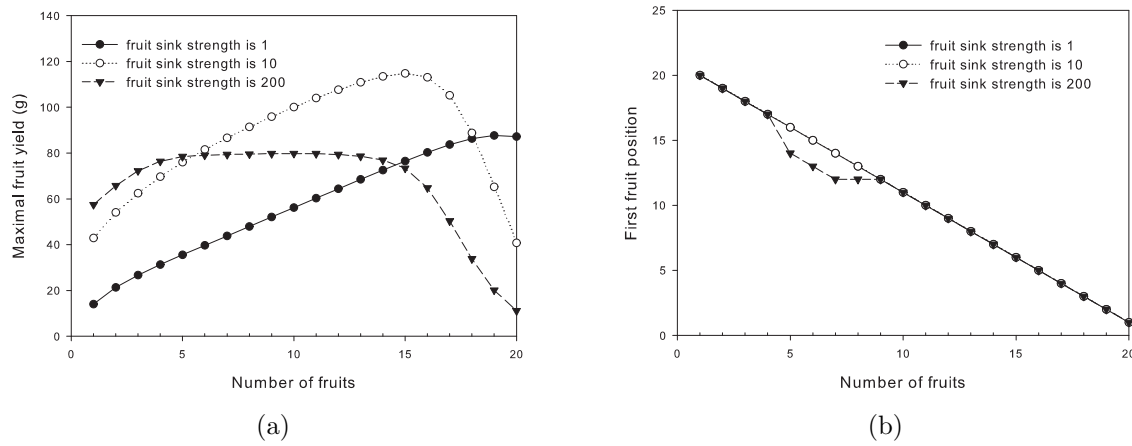 140
120
100
80
60
40
20
0
Maximal fruit yield (g)
fruit sink strength is 1
fruit sink strength is 10
fruit sink strength is 200
0 5 10 15 20
Number of fruits
(a)
25
20
15
10
5
0
First fruit position
fruit sink strength is 1
fruit sink strength is 10
fruit sink strength is 200
0 5 10 15 20
Number of fruits
(b)